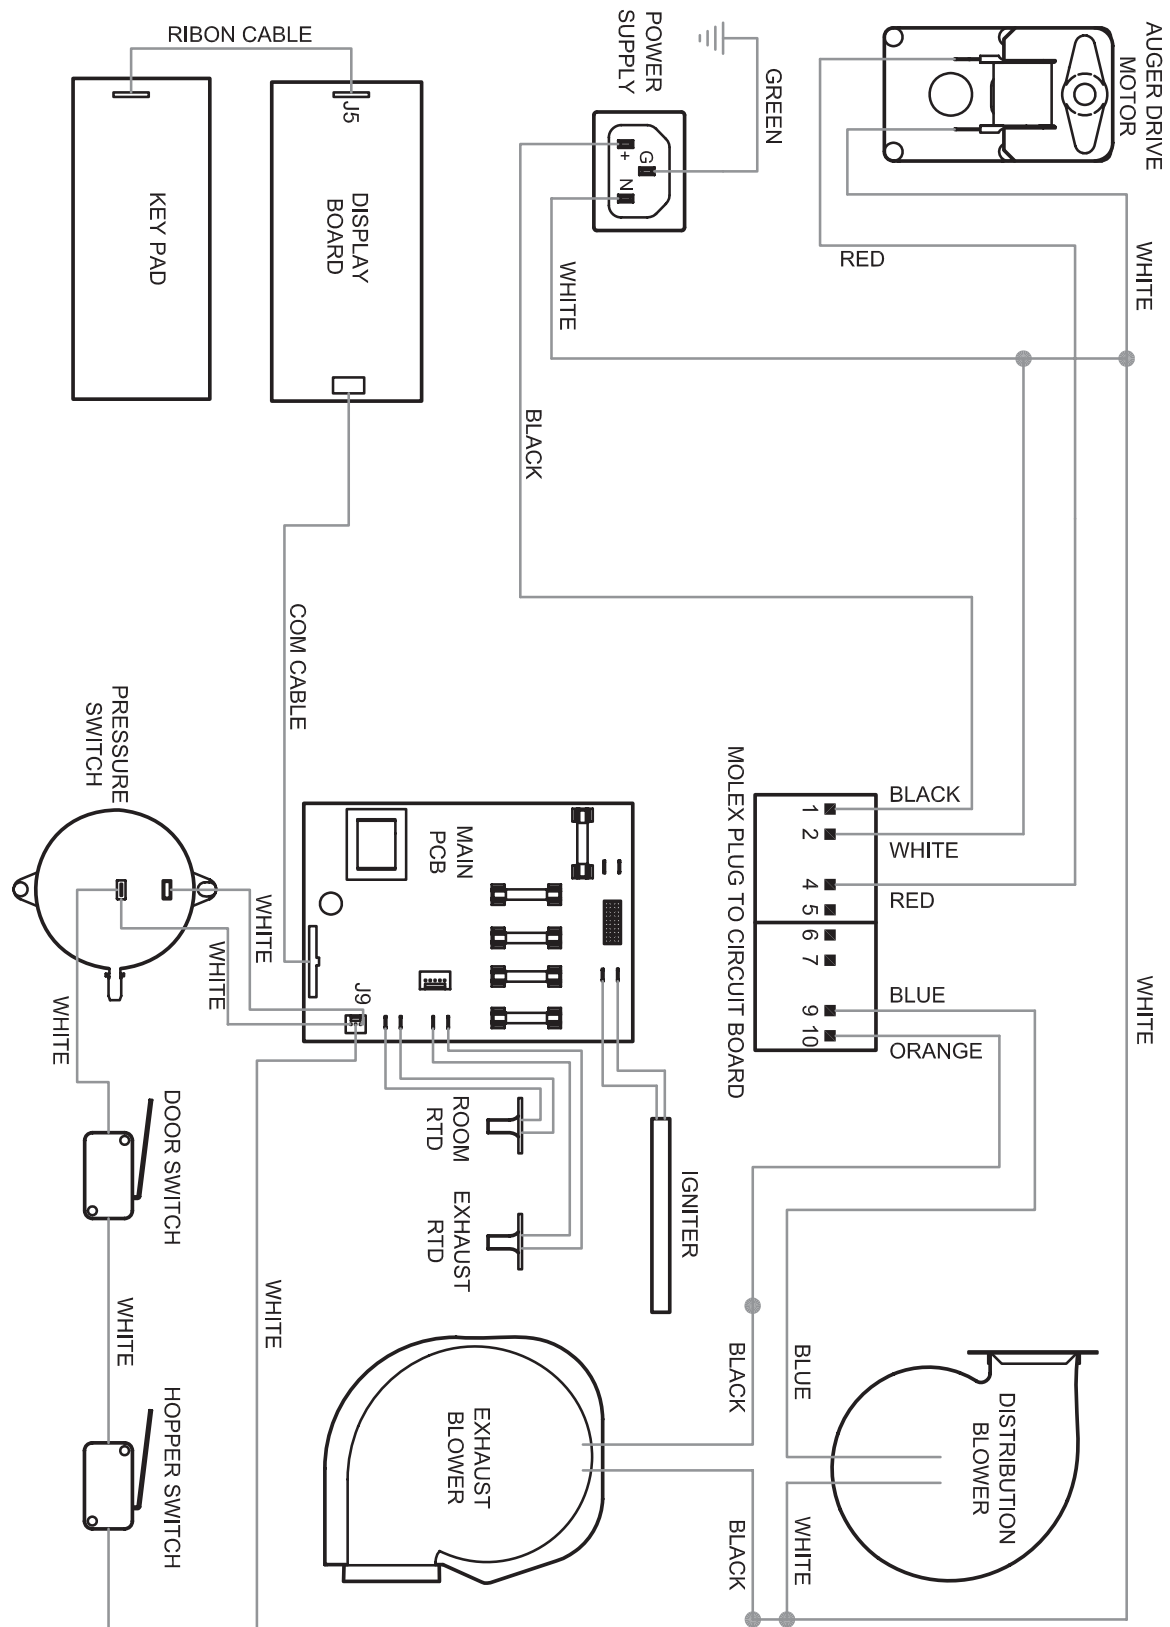 RIBON CABLE
J5
KEY PAD
DISPLAY
BOARD
POWER
SUPPLY
GREEN
+
G
N
AUGER DRIVE
MOTOR
WHITE
RED
WHITE
BLACK
COM CABLE
PRESSURE
SWITCH
WHITE
WHITE
WHITE
MAIN
PCB
J9
MOLEX PLUG TO CIRCUIT BOARD
1
2
4
5
6
7
9
10
BLACK
WHITE
RED
BLUE
ORANGE
WHITE
DOOR SWITCH
ROOM
RTD
EXHAUST
RTD
IGNITER
WHITE
WHITE
HOPPER SWITCH
EXHAUST
BLOWER
BLACK
BLUE
BLACK
WHITE
DISTRIBUTION
BLOWER